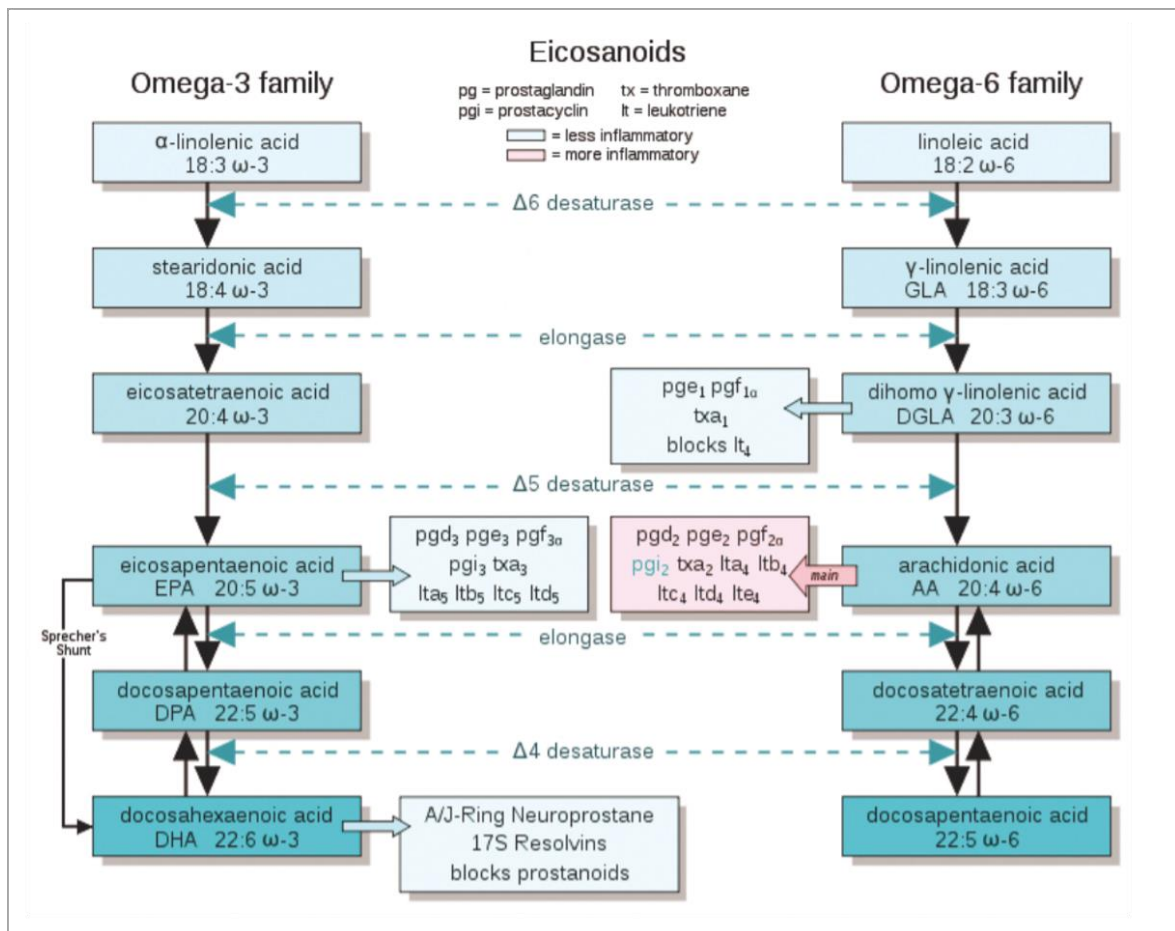 Eicosanoids
Omega-3 family
Omega-6 family
pg = prostaglandin tx = thromboxane
pgi = prostacyclin lt = leukotriene
= less inflammatory
= more inflammatory
α-linolenic acid
18:3 ω-3
linoleic acid
18:2 ω-6
Δ6 desaturase
stearidonic acid
18:4 ω-3
γ-linolenic acid
GLA 18:3 ω-6
elongase
eicosatetraenoic acid
20:4 ω-3
pge₁ pgf₁α
txa₁
blocks lt₄
dihomo γ-linolenic acid
DGLA 20:3 ω-6
Δ5 desaturase
eicosapentaenoic acid
EPA 20:5 ω-3
pgd₃ pge₃ pgf₃α
pgi₃ txa₃
lta₅ ltb₅ ltc₅ ltd₅
pgd₂ pge₂ pgf₂α
pgi₂ txa₂ lta₄ ltb₄
ltc₄ ltd₄ lte₄
main
arachidonic acid
AA 20:4 ω-6
Sprecher's
Shunt
elongase
docosapentaenoic acid
DPA 22:5 ω-3
docosatetraenoic acid
22:4 ω-6
Δ4 desaturase
docosahexaenoic acid
DHA 22:6 ω-3
A/J-Ring Neuroprostane
17S Resolvins
blocks prostanoids
docosapentaenoic acid
22:5 ω-6